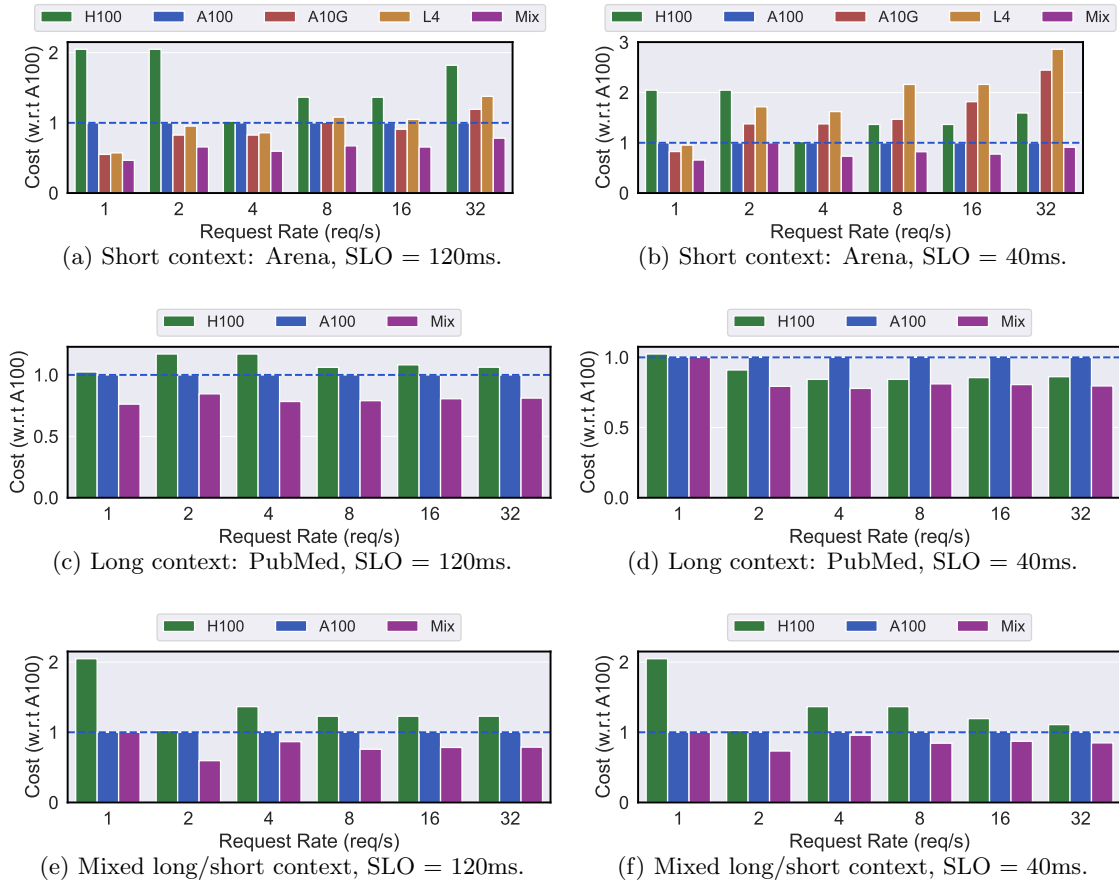 H100 A100 A10G L4 Mix
Cost (w.r.t A100)
2
1
0
1 2 4 8 16 32
Request Rate (req/s)
(a) Short context: Arena, SLO = 120ms.
H100 A100 A10G L4 Mix
Cost (w.r.t A100)
3
2
1
0
1 2 4 8 16 32
Request Rate (req/s)
(b) Short context: Arena, SLO = 40ms.
H100 A100 Mix
Cost (w.r.t A100)
1.0
0.5
0.0
1 2 4 8 16 32
Request Rate (req/s)
(c) Long context: PubMed, SLO = 120ms.
H100 A100 Mix
Cost (w.r.t A100)
1.0
0.5
0.0
1 2 4 8 16 32
Request Rate (req/s)
(d) Long context: PubMed, SLO = 40ms.
H100 A100 Mix
Cost (w.r.t A100)
2
1
0
1 2 4 8 16 32
Request Rate (req/s)
(e) Mixed long/short context, SLO = 120ms.
H100 A100 Mix
Cost (w.r.t A100)
2
1
0
1 2 4 8 16 32
Request Rate (req/s)
(f) Mixed long/short context, SLO = 40ms.